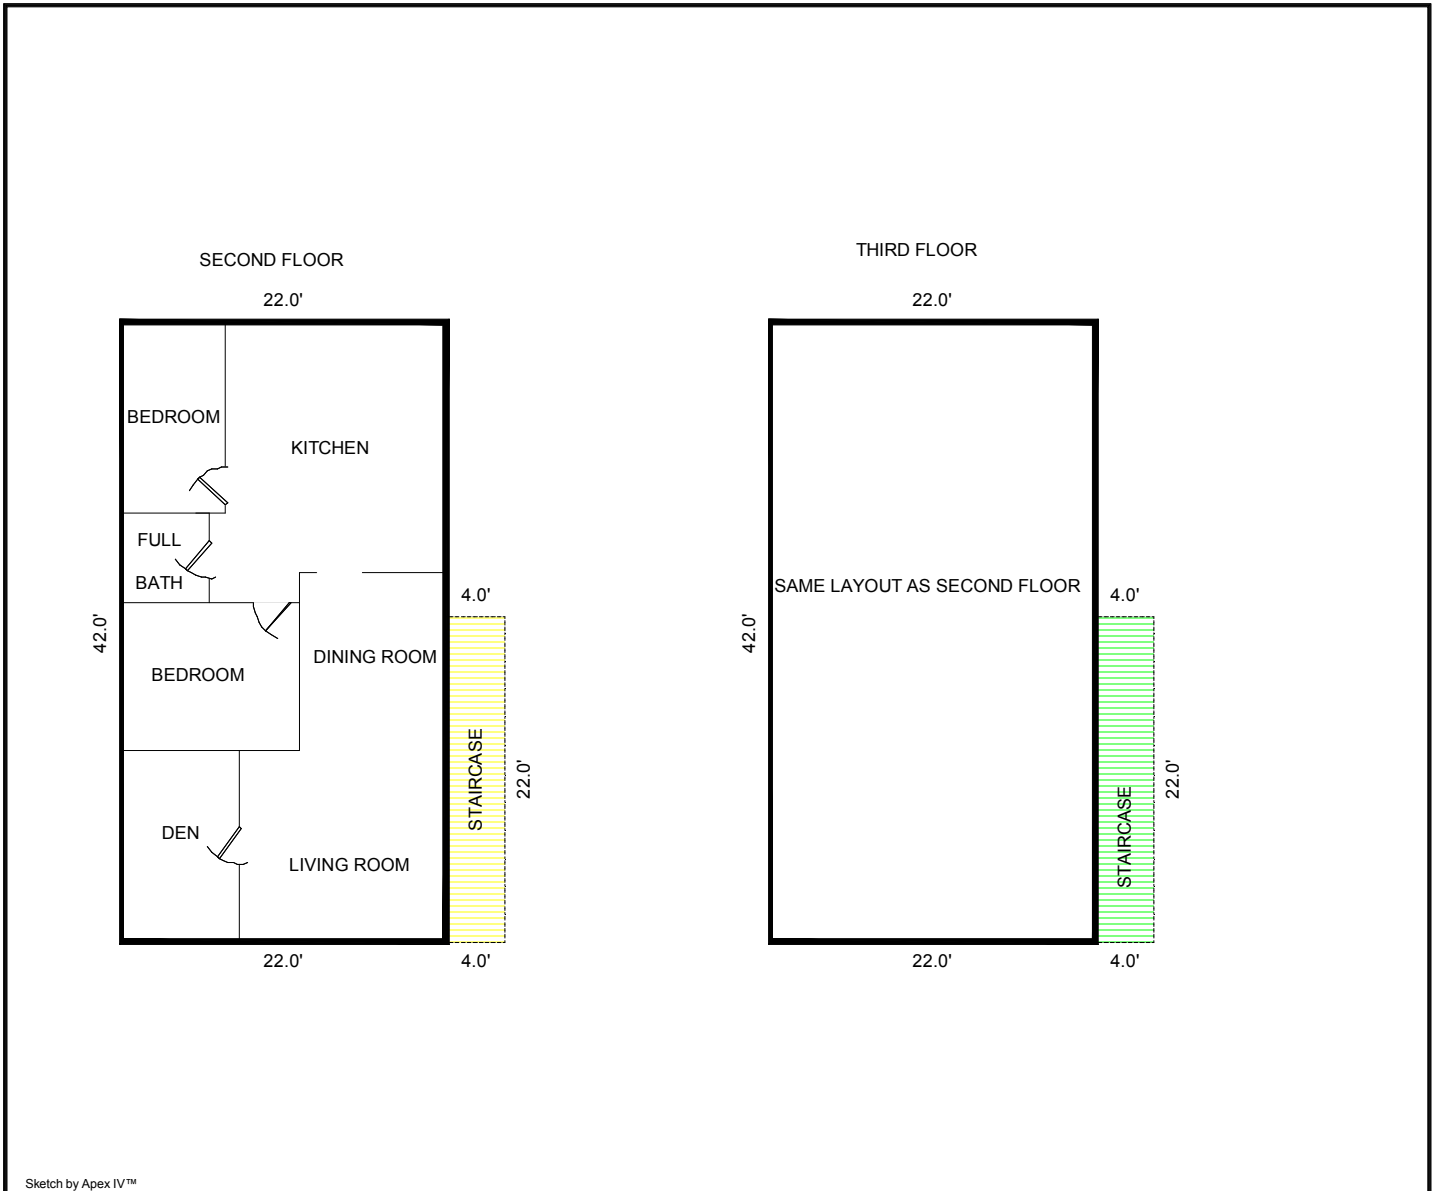 SECOND FLOOR
22.0'
BEDROOM
KITCHEN
FULL
BATH
42.0'
BEDROOM
DINING ROOM
4.0'
STAIRCASE
22.0'
DEN
LIVING ROOM
22.0'
4.0'
THIRD FLOOR
22.0'
SAME LAYOUT AS SECOND FLOOR
42.0'
4.0'
STAIRCASE
22.0'
22.0'
4.0'
Sketch by Apex IV™